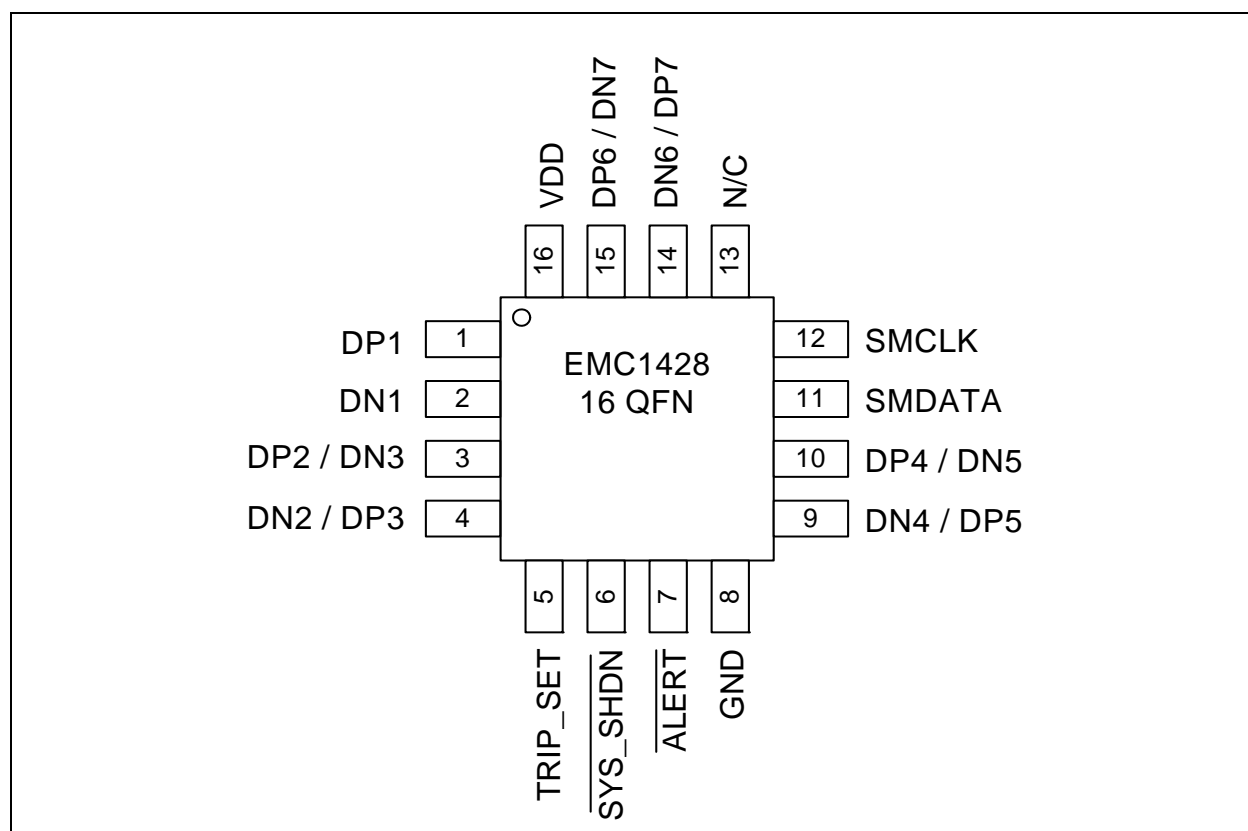 VDD
DP6 / DN7
DN6 / DP7
N/C
16
15
14
13
DP1 1
12 SMCLK
EMC1428
16 QFN
DN1 2
11 SMDATA
DP2 / DN3 3
10 DP4 / DN5
DN2 / DP3 4
9 DN4 / DP5
5
6
7
8
TRIP_SET
SYS_SHDN
ALERT
GND